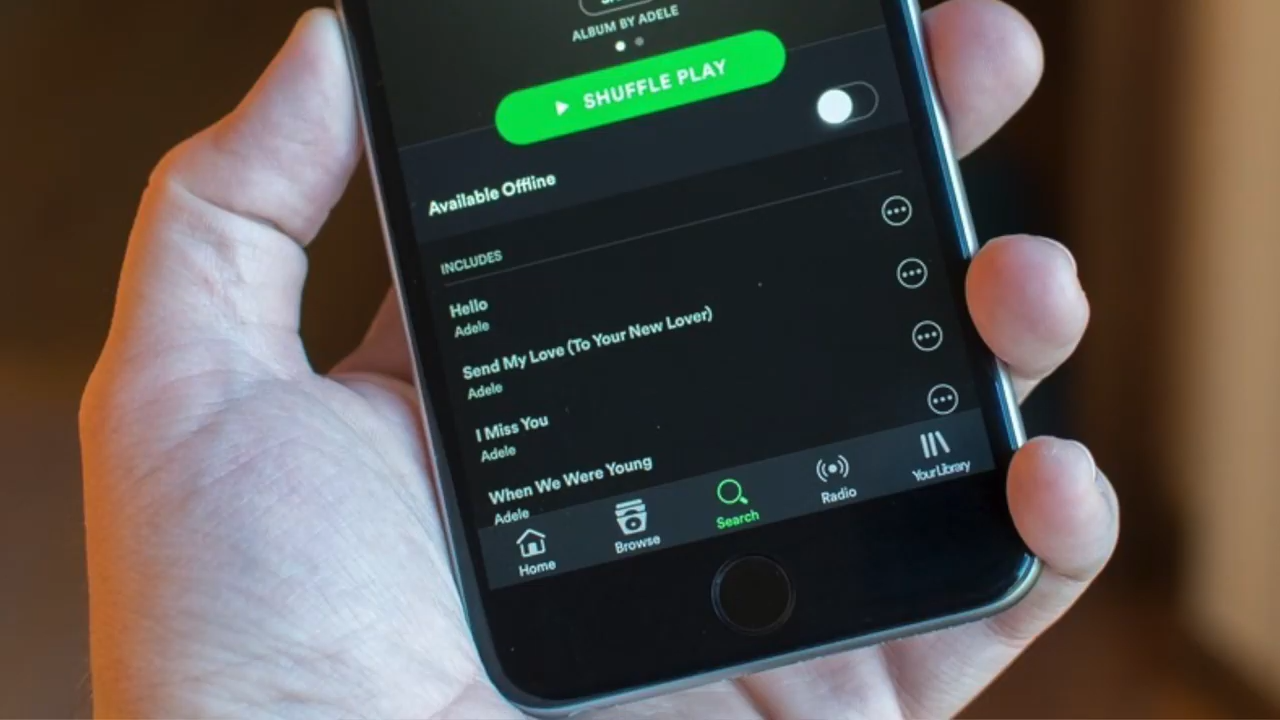 ALBUM BY ADELE
SHUFFLE PLAY
Available Offline
INCLUDES
Hello
Adele
Send My Love (To Your New Lover)
Adele
I Miss You
Adele
When We Were Young
Adele
Home
Browse
Search
Radio
Your Library